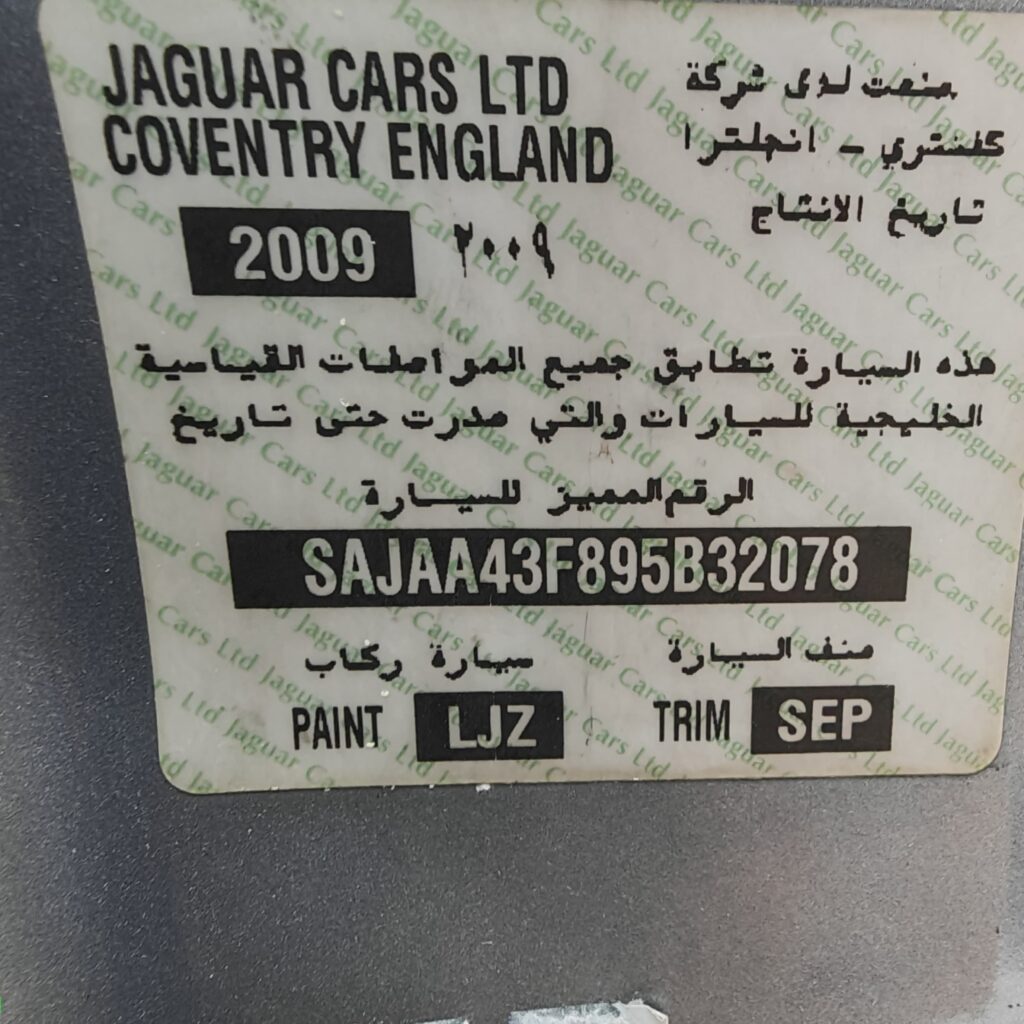 JAGUAR CARS LTD
صنعت لدى شركة
COVENTRY ENGLAND
كفنتري - انجلترا
تاريخ الانتاج
2009 ٢٠٠٩
هذه السيارة تطابق جميع المواصفات القياسية
الخليجية للسيارات والتي صدرت حتى تاريخ
الرقم المميز للسيارة
SAJAA43F895B32078
صنف السيارة سيارة ركاب
PAINT LJZ TRIM SEP